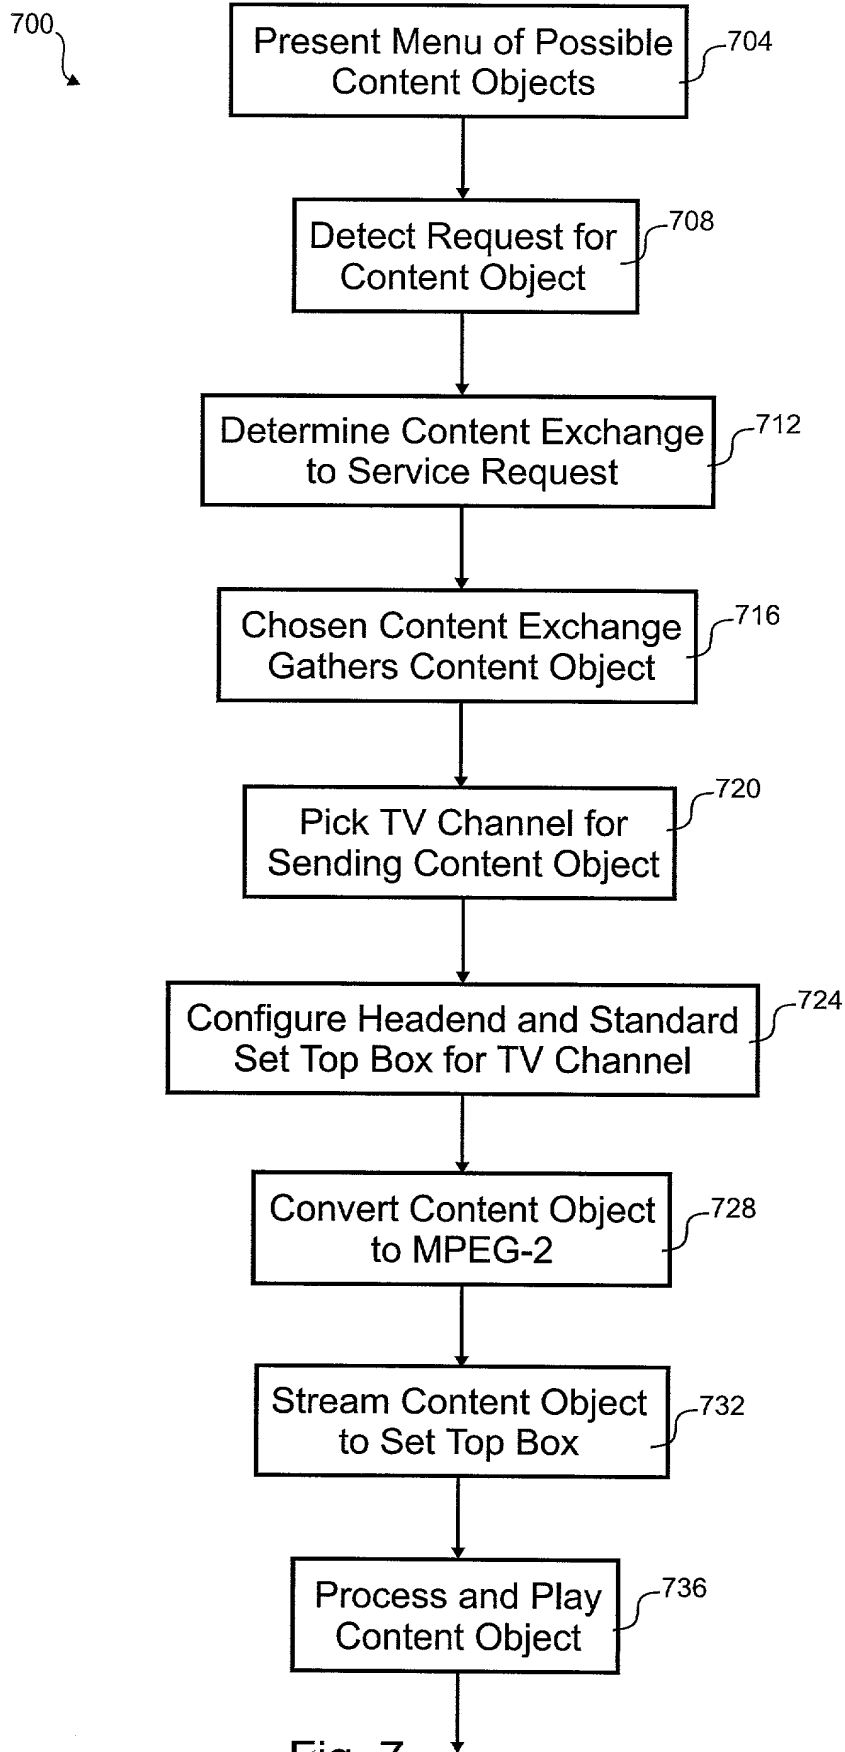 700
Present Menu of Possible
Content Objects
704
Detect Request for
Content Object
708
Determine Content Exchange
to Service Request
712
Chosen Content Exchange
Gathers Content Object
716
Pick TV Channel for
Sending Content Object
720
Configure Headend and Standard
Set Top Box for TV Channel
724
Convert Content Object
to MPEG-2
728
Stream Content Object
to Set Top Box
732
Process and Play
Content Object
736
Fig. 7